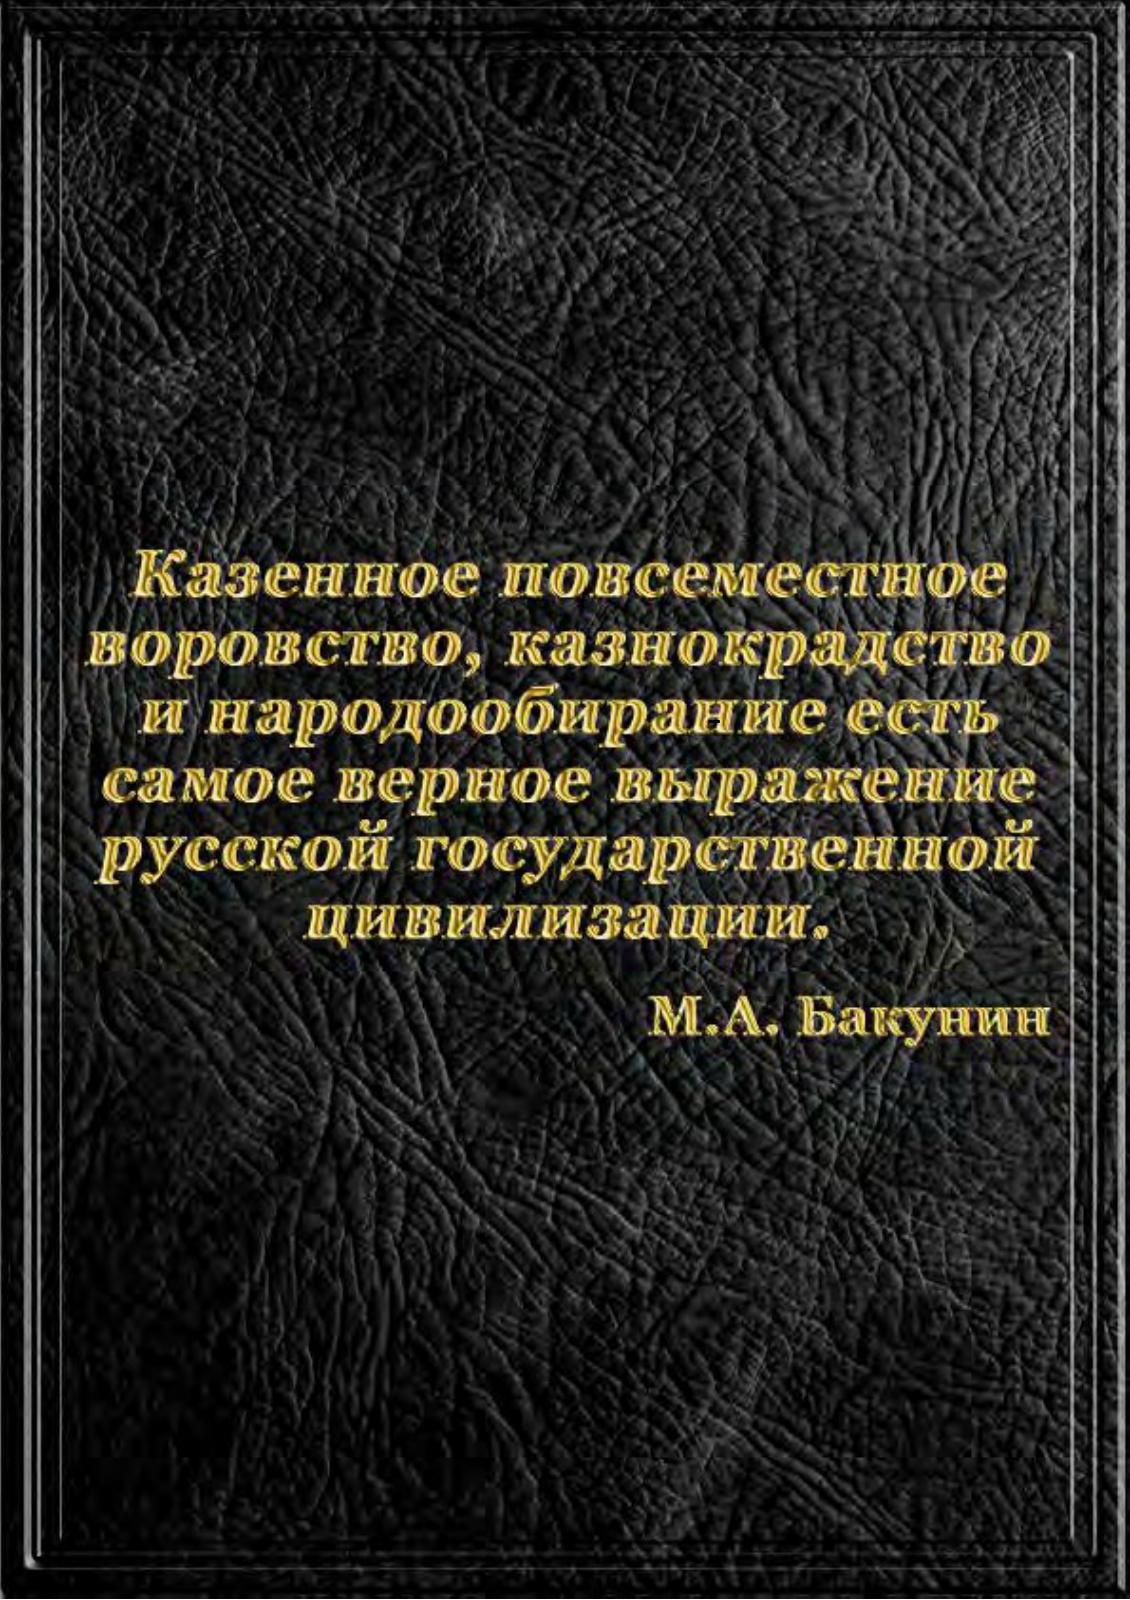 Казенное повсеместное
воровство, казнокрадство
и народообирание есть
самое верное выражение
русской государственной
цивилизации.
М.А. Бакунин